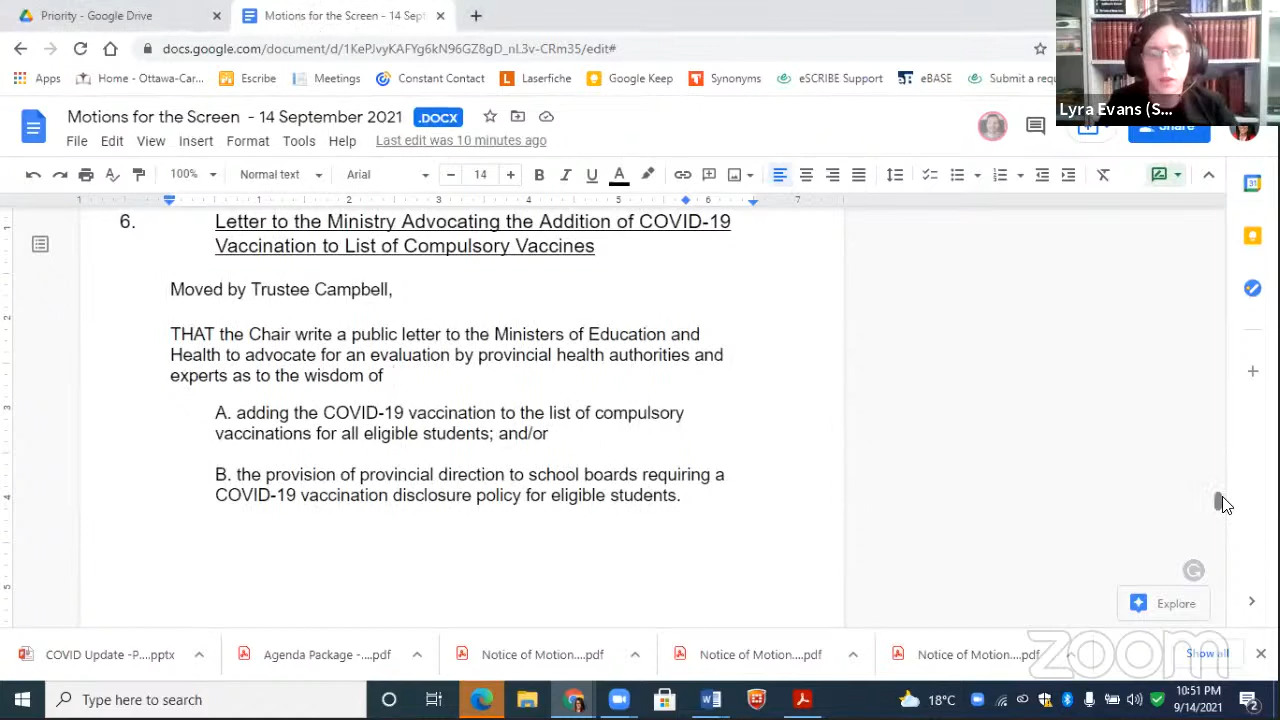 Priority - Google Drive
Motions for the Screen - 14 Sept
docs.google.com/document/d/1KePJvyKAFYg6kN96GZ8gD_nL3v-CRm35/edit#
Apps
Home - Ottawa-Car...
Escribe
Meetings
Constant Contact
Laserfiche
Google Keep
Synonyms
eSCRIBE Support
eBASE
Submit a requ
Lyra Evans (S...
Motions for the Screen - 14 September 2021
.DOCX
File Edit View Insert Format Tools Help
Last edit was 10 minutes ago
Share
100%
Normal text
Arial
14
6. Letter to the Ministry Advocating the Addition of COVID-19
Vaccination to List of Compulsory Vaccines
Moved by Trustee Campbell,
THAT the Chair write a public letter to the Ministers of Education and
Health to advocate for an evaluation by provincial health authorities and
experts as to the wisdom of
A. adding the COVID-19 vaccination to the list of compulsory
vaccinations for all eligible students; and/or
B. the provision of provincial direction to school boards requiring a
COVID-19 vaccination disclosure policy for eligible students.
Explore
zoom
COVID Update -P....pptx
Agenda Package -....pdf
Notice of Motion....pdf
Notice of Motion....pdf
Notice of Motion....pdf
Show all
Type here to search
18°C
10:51 PM
9/14/2021